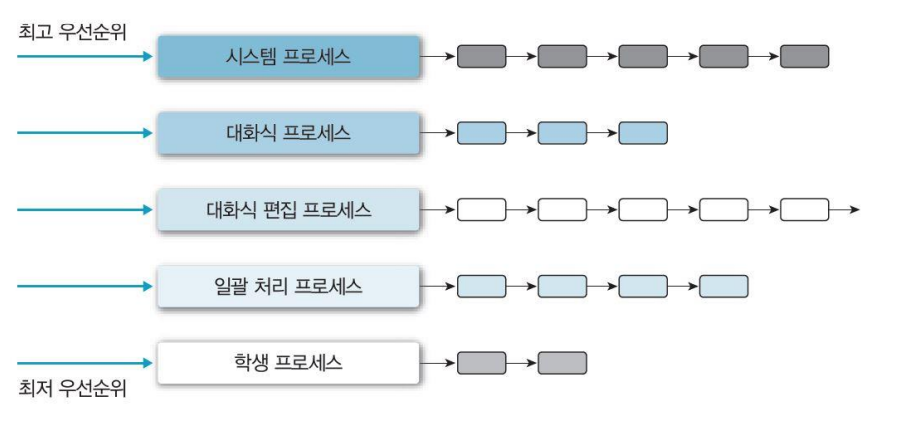 최고 우선순위
시스템 프로세스
대화식 프로세스
대화식 편집 프로세스
일괄 처리 프로세스
학생 프로세스
최저 우선순위